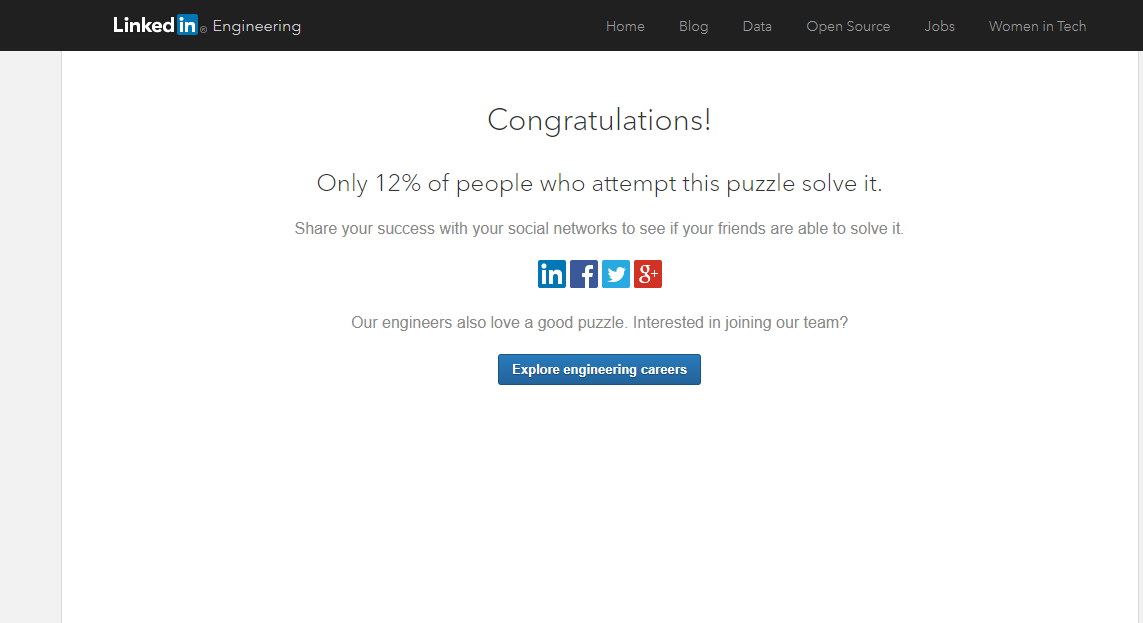 Linked in ® Engineering Home Blog Data Open Source Jobs Women in Tech
Congratulations!
Only 12% of people who attempt this puzzle solve it.
Share your success with your social networks to see if your friends are able to solve it.
in f g+
Our engineers also love a good puzzle. Interested in joining our team?
Explore engineering careers